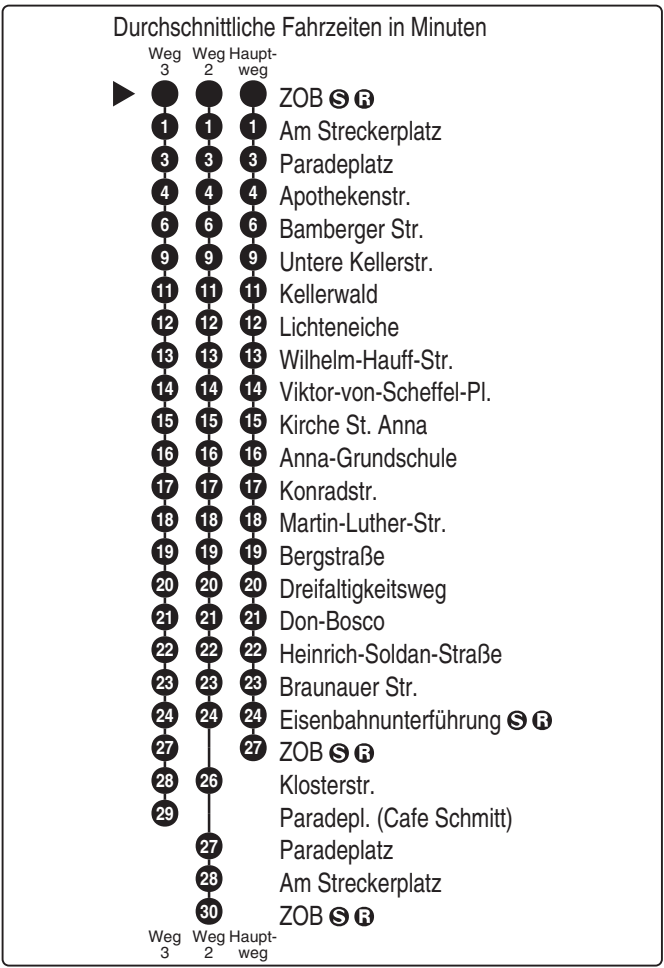 Durchschnittliche Fahrzeiten in Minuten
Weg Weg Haupt-
3 2 weg
ZOB S R
1 1 1 Am Streckerplatz
3 3 3 Paradeplatz
4 4 4 Apothekenstr.
6 6 6 Bamberger Str.
9 9 9 Untere Kellerstr.
11 11 11 Kellerwald
12 12 12 Lichteneiche
13 13 13 Wilhelm-Hauff-Str.
14 14 14 Viktor-von-Scheffel-Pl.
15 15 15 Kirche St. Anna
16 16 16 Anna-Grundschule
17 17 17 Konradstr.
18 18 18 Martin-Luther-Str.
19 19 19 Bergstraße
20 20 20 Dreifaltigkeitsweg
21 21 21 Don-Bosco
22 22 22 Heinrich-Soldan-Straße
23 23 23 Braunauer Str.
24 24 24 Eisenbahnunterführung S R
27 27 ZOB S R
28 26 Klosterstr.
29 Paradepl. (Cafe Schmitt)
27 Paradeplatz
28 Am Streckerplatz
30 ZOB S R
Weg Weg Haupt-
3 2 weg